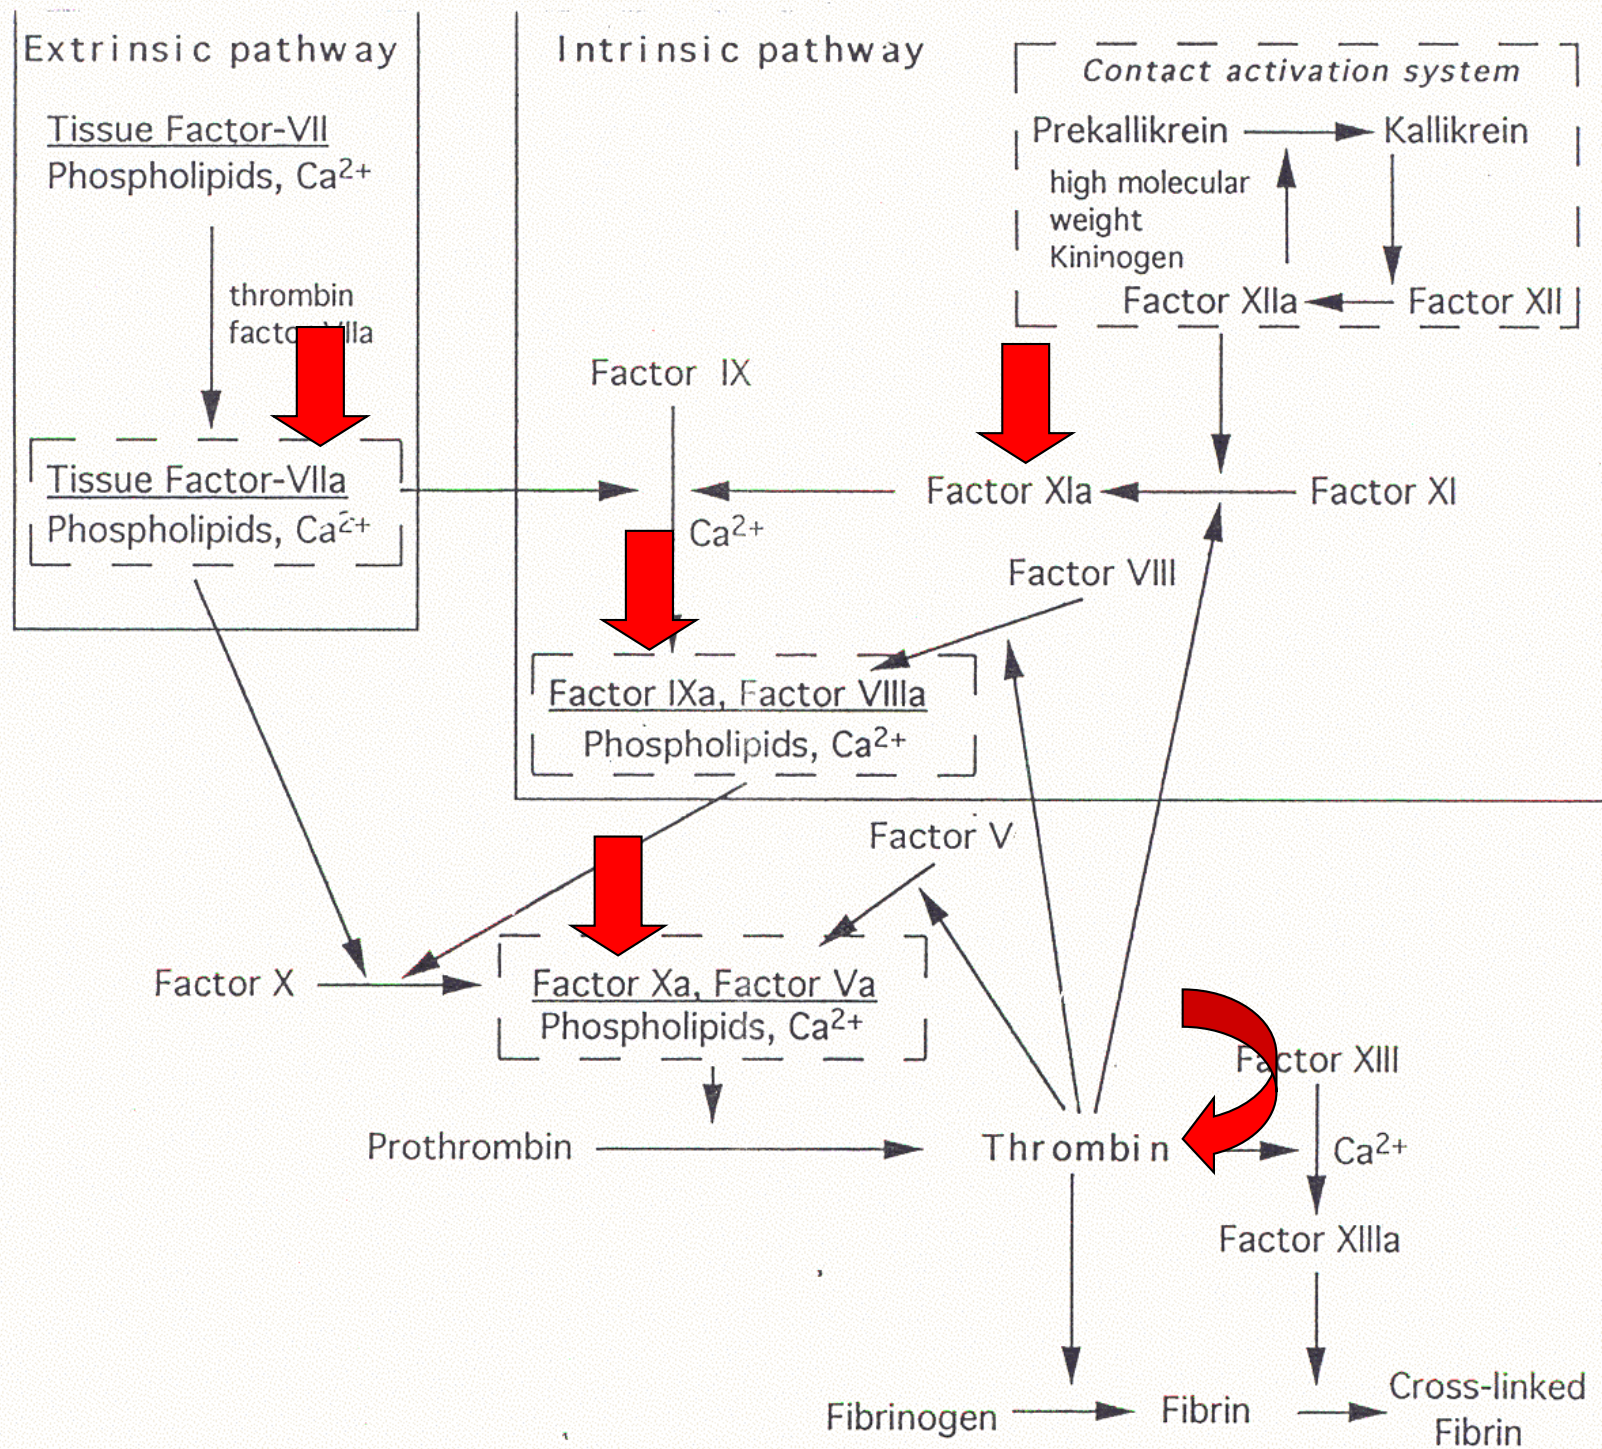 Extrinsic pathway
Tissue Factor-VII
Phospholipids, Ca2+
thrombin
factor VIIa
Tissue Factor-VIIa
Phospholipids, Ca2+
Intrinsic pathway
Contact activation system
Prekallikrein
Kallikrein
high molecular
weight
Kininogen
Factor XIIa
Factor XII
Factor IX
Factor XIa
Factor XI
Ca2+
Factor VIII
Factor IXa, Factor VIIIa
Phospholipids, Ca2+
Factor V
Factor X
Factor Xa, Factor Va
Phospholipids, Ca2+
Factor XIII
Prothrombin
Thrombin
Ca2+
Factor XIIIa
Fibrinogen
Fibrin
Cross-linked
Fibrin